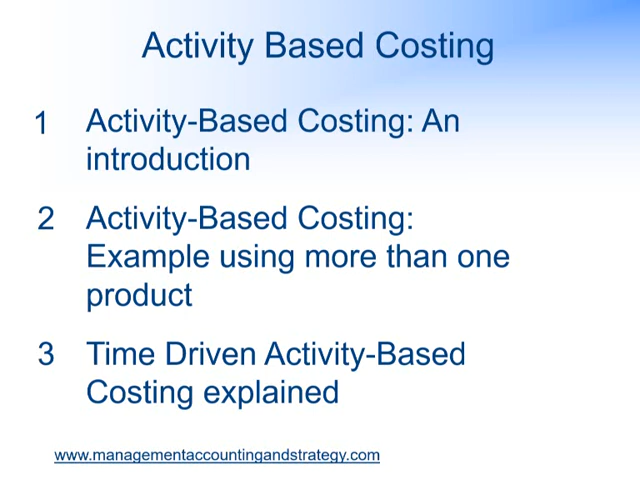 Activity Based Costing
1 Activity-Based Costing: An
introduction
2 Activity-Based Costing:
Example using more than one
product
3 Time Driven Activity-Based
Costing explained
www.managementaccountingandstrategy.com